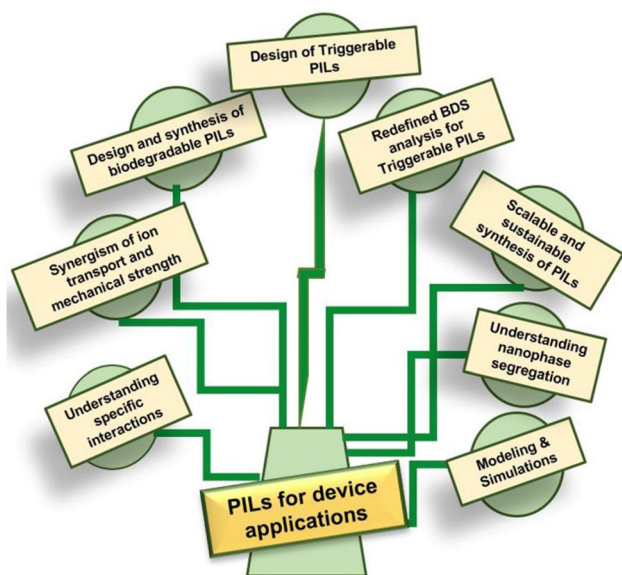 Design of Triggerable
PILs
Design and synthesis of
biodegradable PILs
Redefined BDS
analysis for
Triggerable PILs
Synergism of ion
transport and
mechanical strength
Scalable and
sustainable
synthesis of PILs
Understanding
specific
interactions
Understanding
nanophase
segregation
Modeling &
Simulations
PILs for device
applications